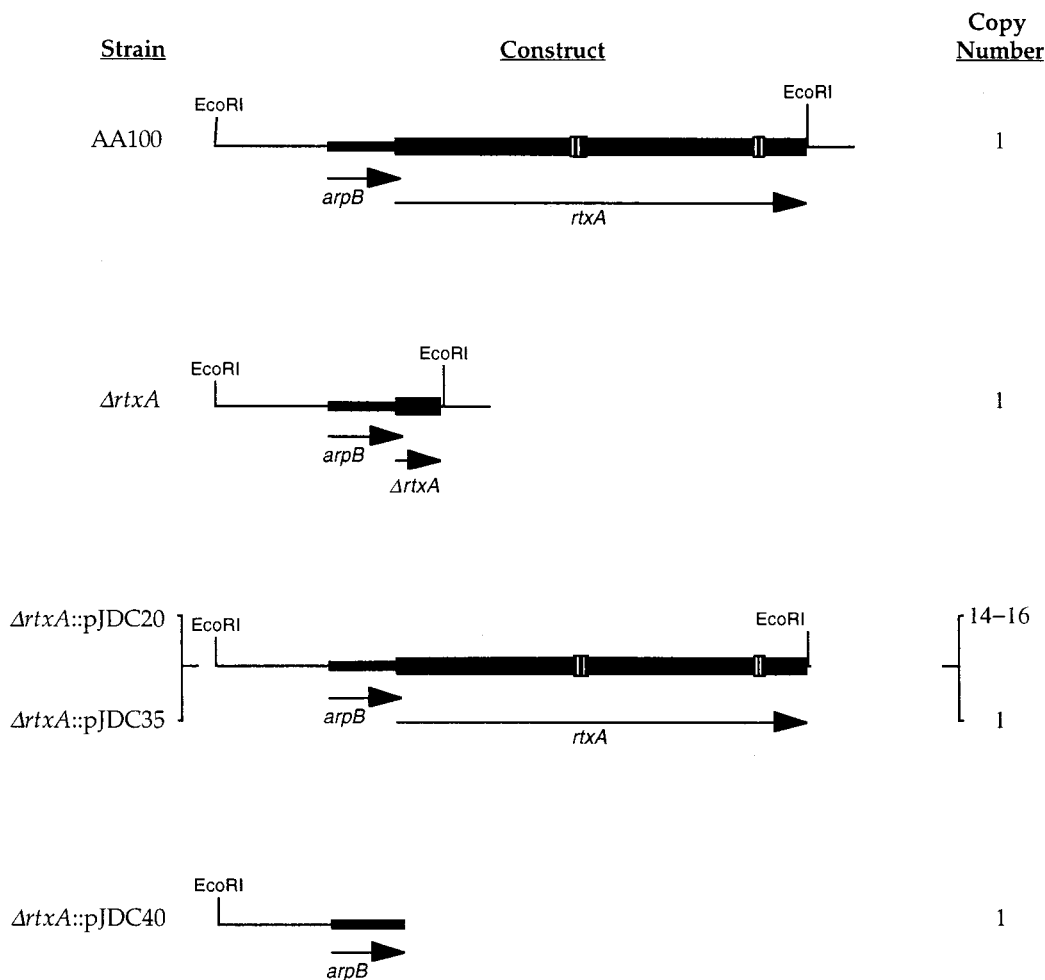 Strain Construct Copy Number
EcoRI EcoRI
AA100 1
arpB
rtxA
EcoRI EcoRI
ΔrtxA 1
arpB
ΔrtxA
ΔrtxA::pJDC20 EcoRI EcoRI 14–16
arpB
ΔrtxA::pJDC35 rtxA 1
EcoRI
ΔrtxA::pJDC40 1
arpB